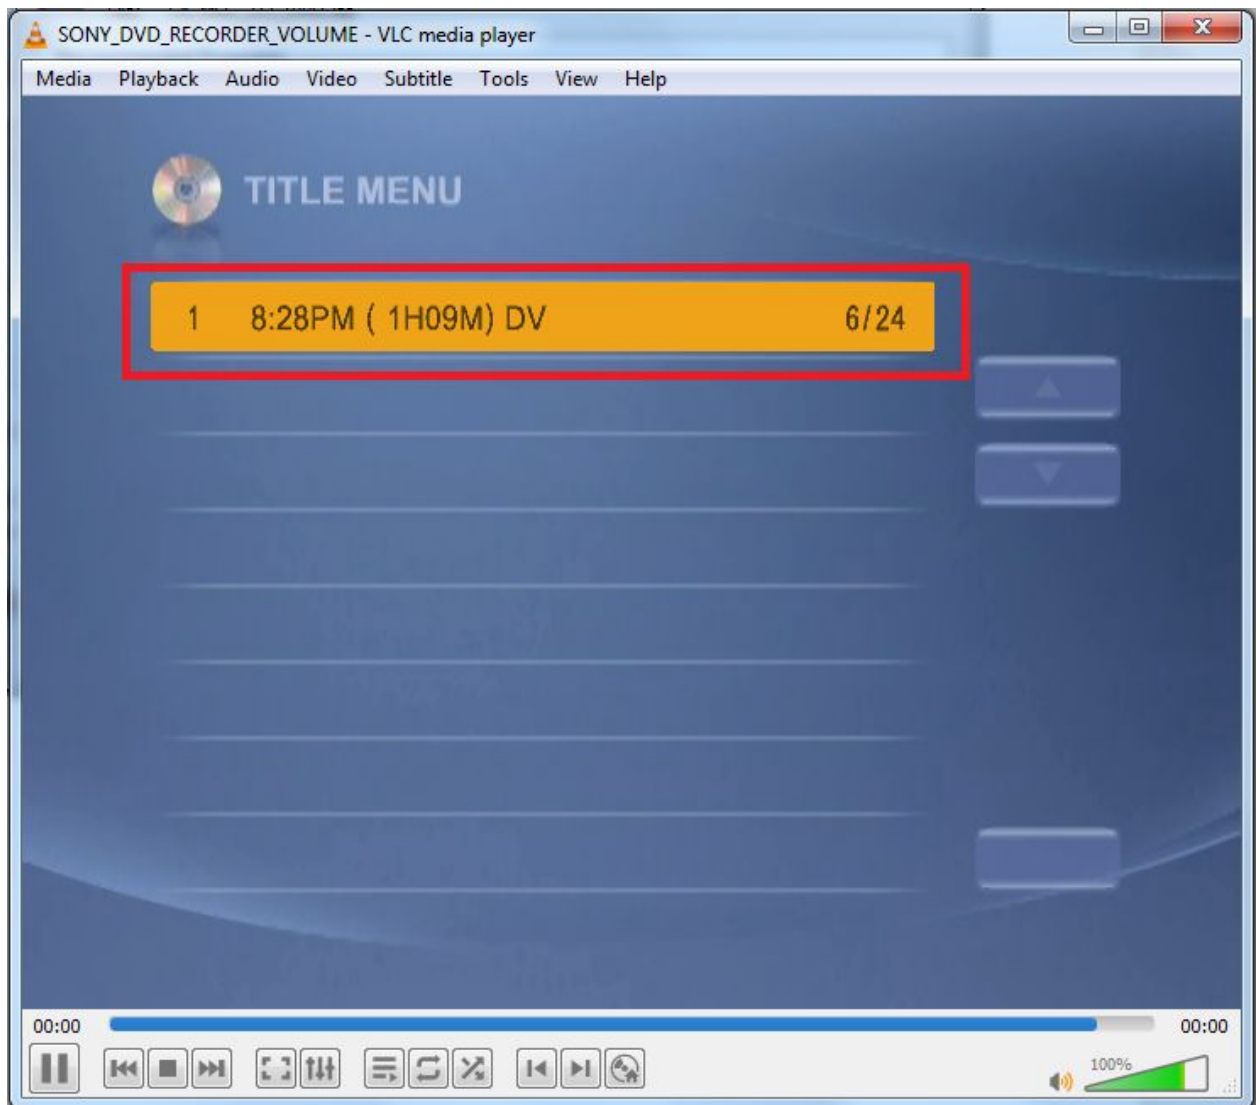 SONY_DVD_RECORDER_VOLUME - VLC media player
Media Playback Audio Video Subtitle Tools View Help
TITLE MENU
1 8:28PM ( 1H09M) DV 6/24
00:00 00:00
100%